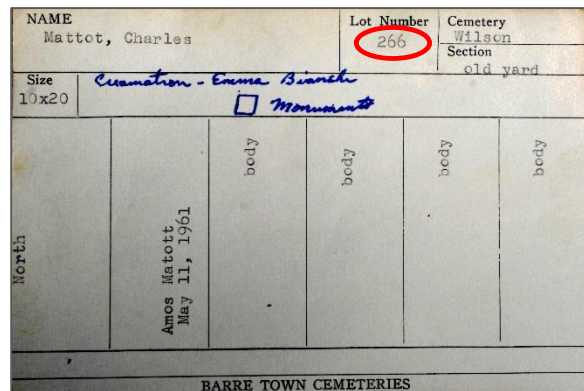 NAME
Mattot, Charles
Lot Number
266
Cemetery
Wilson
Section
old yard
Size
10x20
Cremation - Emma Bianchi
Monument
North
Amos Matott
May 11, 1961
body
body
body
body
BARRE TOWN CEMETERIES